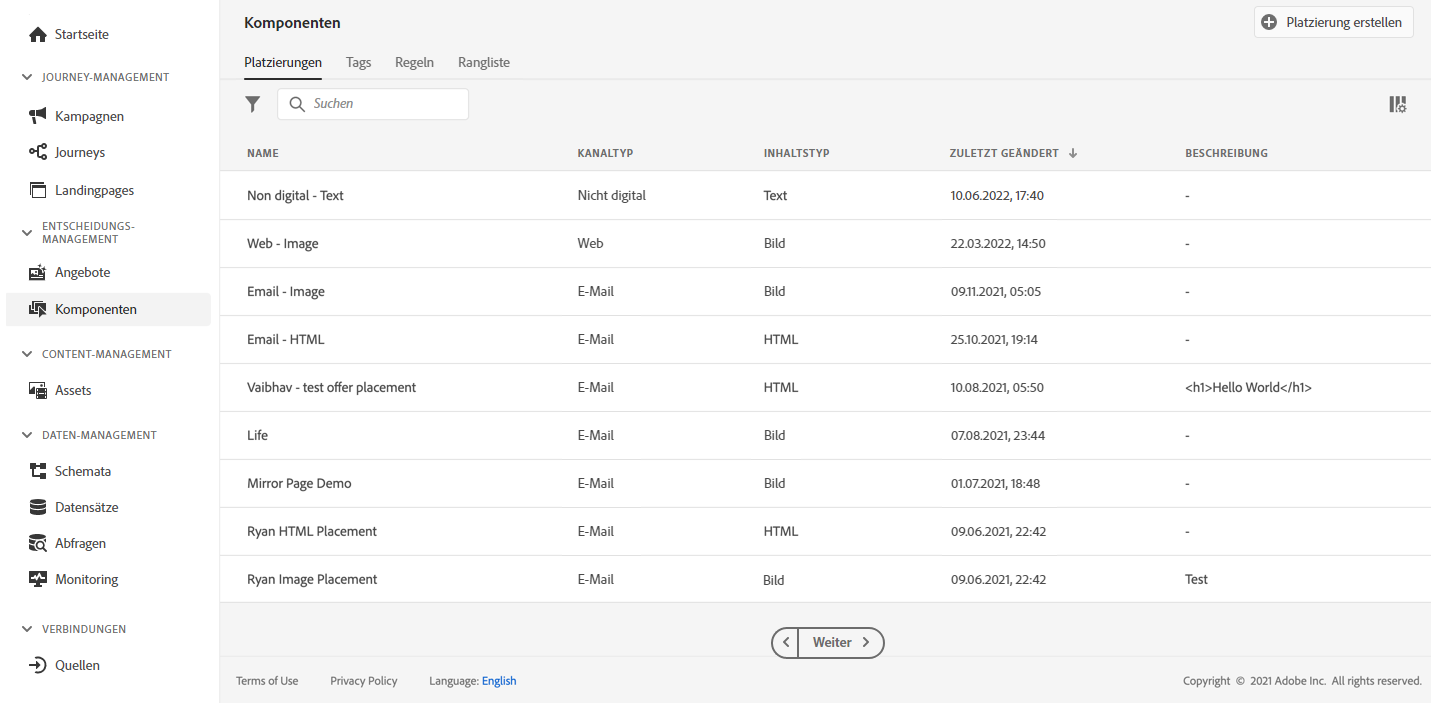 Startseite
JOURNEY-MANAGEMENT
Kampagnen
Journeys
Landingpages
ENTSCHEIDUNGS-
MANAGEMENT
Angebote
Komponenten
CONTENT-MANAGEMENT
Assets
DATEN-MANAGEMENT
Schemata
Datensätze
Abfragen
Monitoring
VERBINDUNGEN
Quellen
Komponenten
Platzierung erstellen
Platzierungen Tags Regeln Rangliste
Suchen
NAME KANALTYP INHALTSTYP ZULETZT GEÄNDERT BESCHREIBUNG
Non digital - Text Nicht digital Text 10.06.2022, 17:40 -
Web - Image Web Bild 22.03.2022, 14:50 -
Email - Image E-Mail Bild 09.11.2021, 05:05 -
Email - HTML E-Mail HTML 25.10.2021, 19:14 -
Vaibhav - test offer placement E-Mail HTML 10.08.2021, 05:50 <h1>Hello World</h1>
Life E-Mail Bild 07.08.2021, 23:44 -
Mirror Page Demo E-Mail Bild 01.07.2021, 18:48 -
Ryan HTML Placement E-Mail HTML 09.06.2021, 22:42 -
Ryan Image Placement E-Mail Bild 09.06.2021, 22:42 Test
Weiter
Terms of Use Privacy Policy Language: English Copyright © 2021 Adobe Inc. All rights reserved.